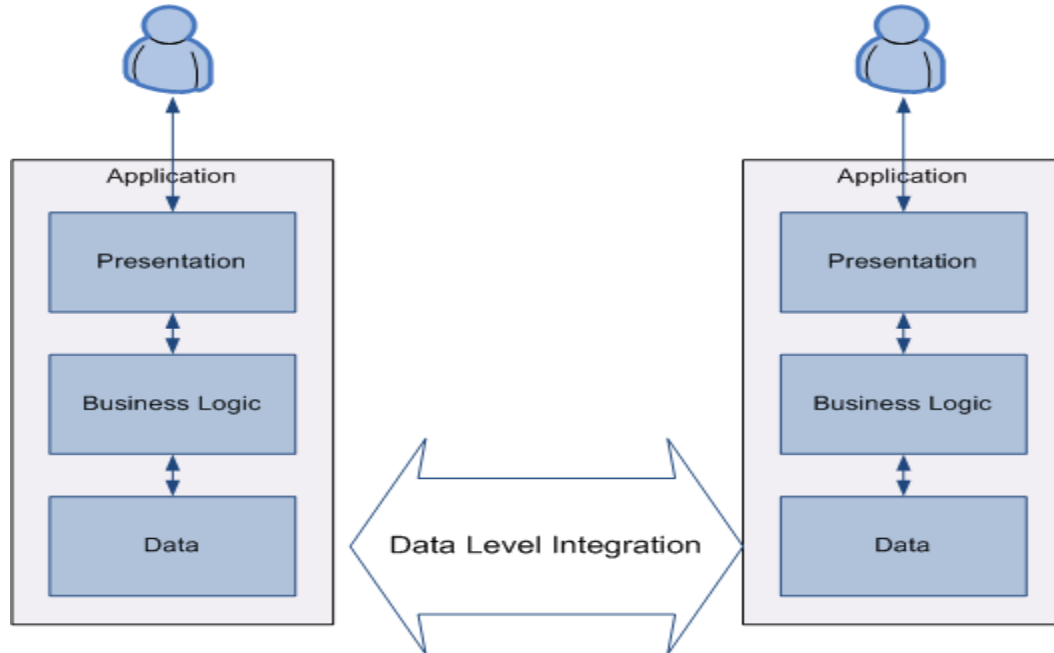 Application
Presentation
Business Logic
Data
Data Level Integration
Application
Presentation
Business Logic
Data